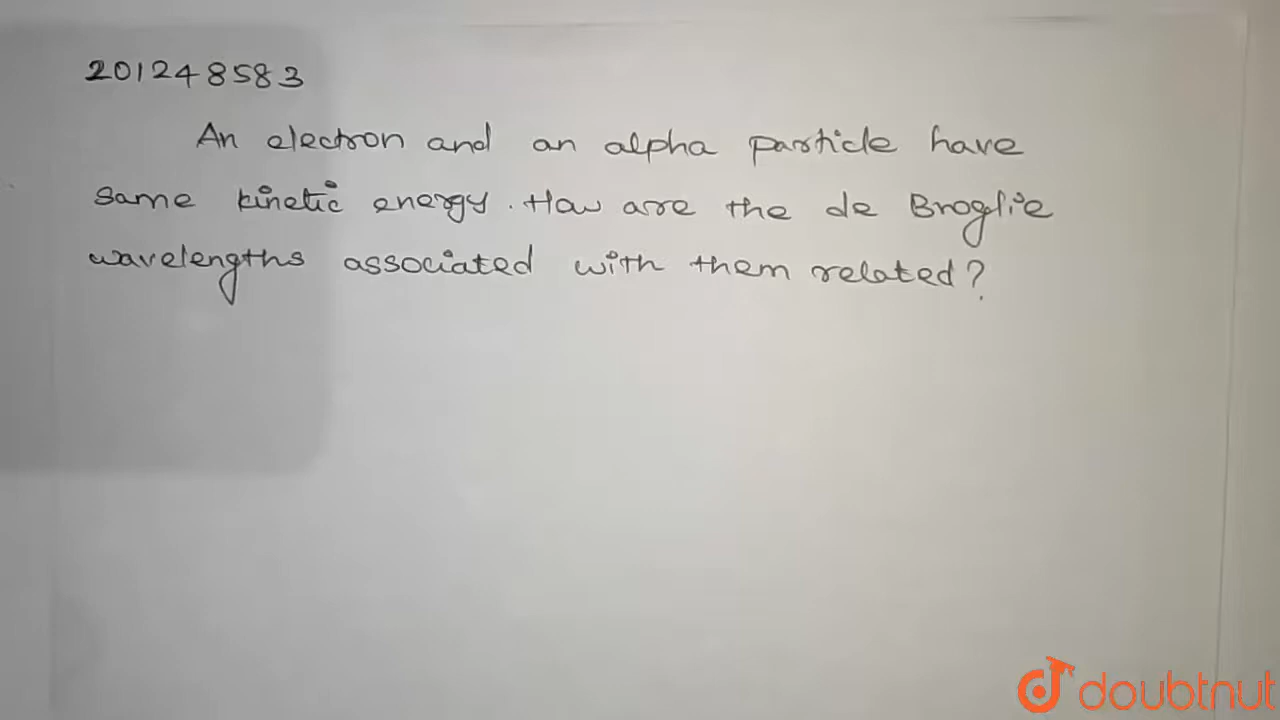 201248583
An electron and an alpha particle have
same kinetic energy. How are the de Broglie
wavelengths associated with them related?
doubtnut